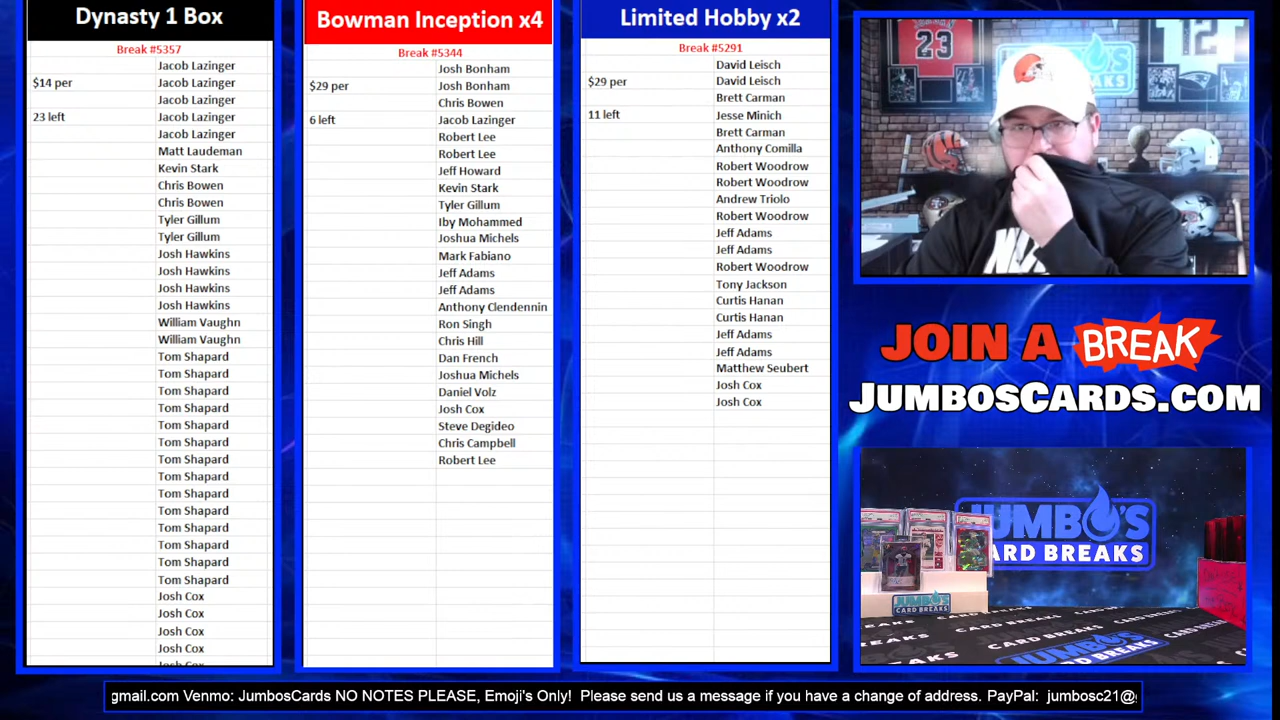 Dynasty 1 Box
Break #5357
Jacob Lazinger
$14 per
Jacob Lazinger
Jacob Lazinger
23 left
Jacob Lazinger
Jacob Lazinger
Matt Laudeman
Kevin Stark
Chris Bowen
Chris Bowen
Tyler Gillum
Tyler Gillum
Josh Hawkins
Josh Hawkins
Josh Hawkins
Josh Hawkins
William Vaughn
William Vaughn
Tom Shapard
Tom Shapard
Tom Shapard
Tom Shapard
Tom Shapard
Tom Shapard
Tom Shapard
Tom Shapard
Tom Shapard
Tom Shapard
Tom Shapard
Tom Shapard
Tom Shapard
Tom Shapard
Josh Cox
Josh Cox
Josh Cox
Josh Cox
Josh Cox
Bowman Inception x4
Break #5344
Josh Bonham
$29 per
Josh Bonham
Chris Bowen
6 left
Jacob Lazinger
Robert Lee
Robert Lee
Jeff Howard
Kevin Stark
Tyler Gillum
Iby Mohammed
Joshua Michels
Mark Fabiano
Jeff Adams
Jeff Adams
Anthony Clendennin
Ron Singh
Chris Hill
Dan French
Joshua Michels
Daniel Volz
Josh Cox
Steve Degideo
Chris Campbell
Robert Lee
Limited Hobby x2
Break #5291
David Leisch
$29 per
David Leisch
Brett Carman
11 left
Jesse Minich
Brett Carman
Anthony Comilla
Robert Woodrow
Robert Woodrow
Andrew Triolo
Robert Woodrow
Jeff Adams
Jeff Adams
Robert Woodrow
Tony Jackson
Curtis Hanan
Curtis Hanan
Jeff Adams
Jeff Adams
Matthew Seubert
Josh Cox
Josh Cox
23
12
JOIN A BREAK
JUMBOSCARDS.COM
JUMBO'S
CARD BREAKS
JUMBO'S
CARD BREAKS
JUMBO'S
CARD BREAKS
gmail.com Venmo: JumbosCards NO NOTES PLEASE, Emoji's Only! Please send us a message if you have a change of address. PayPal: jumbosc21@